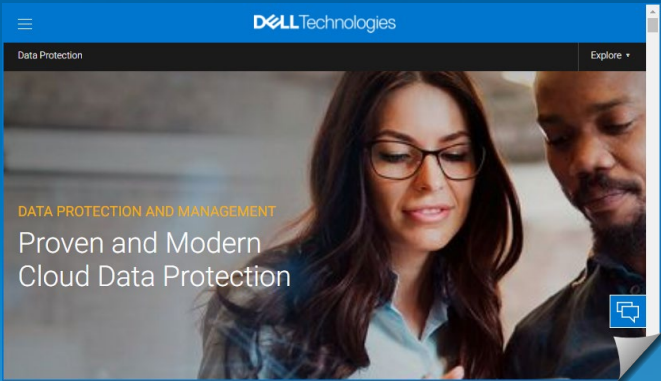 DELLTechnologies
Data Protection
Explore
DATA PROTECTION AND MANAGEMENT
Proven and Modern
Cloud Data Protection